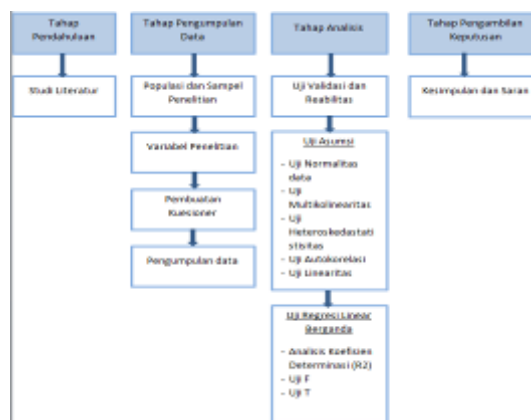 Tahap
Pendahuluan
Studi Literatur
Tahap Pengumpulan
Data
Populasi dan Sampel
Penelitian
Variabel Penelitian
Pembuatan
Kuesioner
Pengumpulan data
Tahap Analisis
Uji Validasi dan
Reabilitas
Uji Asumsi
- Uji Normalitas
data
- Uji
Multikolinearitas
- Uji
Heteroskedastati
stisitas
- Uji Autokorelasi
- Uji Linearitas
Uji Regresi Linear
Berganda
- Analisis Koefisien
Determinasi (R2)
- Uji F
- Uji T
Tahap Pengambilan
Keputusan
Kesimpulan dan Saran